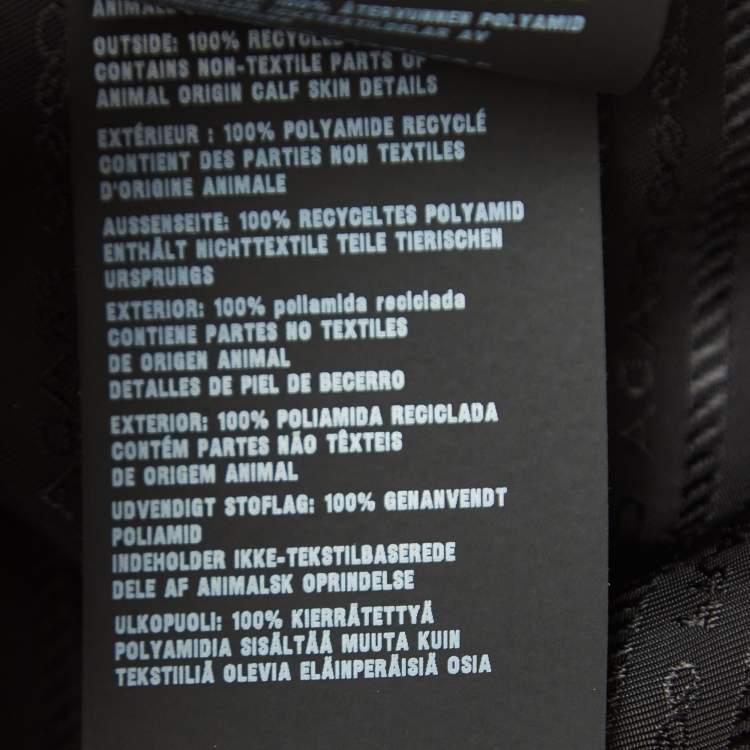 ANIMAL
100% ÅTERVUNNEN POLYAMID
AV
OUTSIDE: 100% RECYCLED
CONTAINS NON-TEXTILE PARTS OF
ANIMAL ORIGIN CALF SKIN DETAILS
EXTÉRIEUR : 100% POLYAMIDE RECYCLÉ
CONTIENT DES PARTIES NON TEXTILES
D'ORIGINE ANIMALE
AUSSENSEITE: 100% RECYCELTES POLYAMID
ENTHÄLT NICHTTEXTILE TEILE TIERISCHEN
URSPRUNGS
EXTERIOR: 100% poliamida reciclada
CONTIENE PARTES NO TEXTILES
DE ORIGEN ANIMAL
DETALLES DE PIEL DE BECERRO
EXTERIOR: 100% POLIAMIDA RECICLADA
CONTÉM PARTES NÃO TÊXTEIS
DE ORIGEM ANIMAL
UDVENDIGT STOFLAG: 100% GENANVENDT
POLIAMID
INDEHOLDER IKKE-TEKSTILBASEREDE
DELE AF ANIMALSK OPRINDELSE
ULKOPUOLI: 100% KIERRÄTETTYÄ
POLYAMIDIA SISÄLTÄÄ MUUTA KUIN
TEKSTIILIÄ OLEVIA ELÄINPERÄISIÄ OSIA